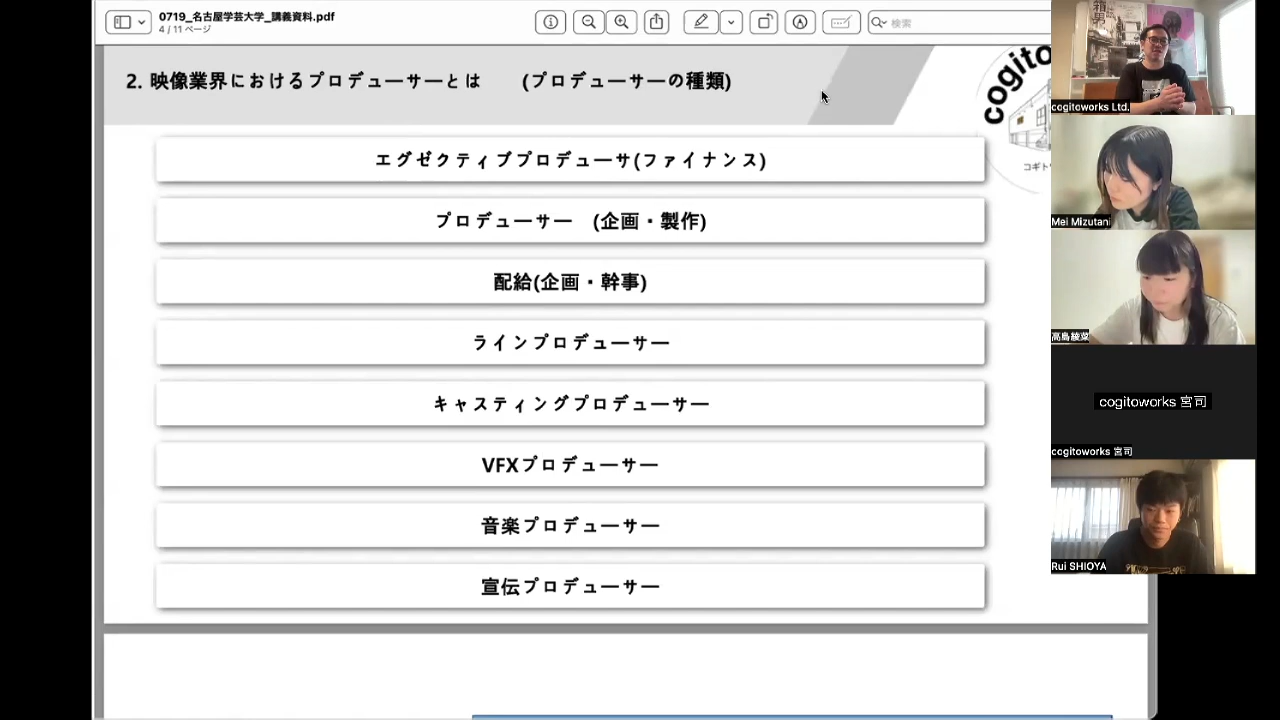 0719_名古屋学芸大学_講義資料.pdf
4 / 11 ページ
検索
2. 映像業界におけるプロデューサーとは (プロデューサーの種類)
cogito
コギト
エグゼクティブプロデューサ(ファイナンス)
プロデューサー (企画・製作)
配給(企画・幹事)
ラインプロデューサー
キャスティングプロデューサー
VFXプロデューサー
音楽プロデューサー
宣伝プロデューサー
箱男
cogitoworks Ltd.
Mei Mizutani
高島綾菜
cogitoworks 宮司
cogitoworks 宮司
Rui SHIOYA